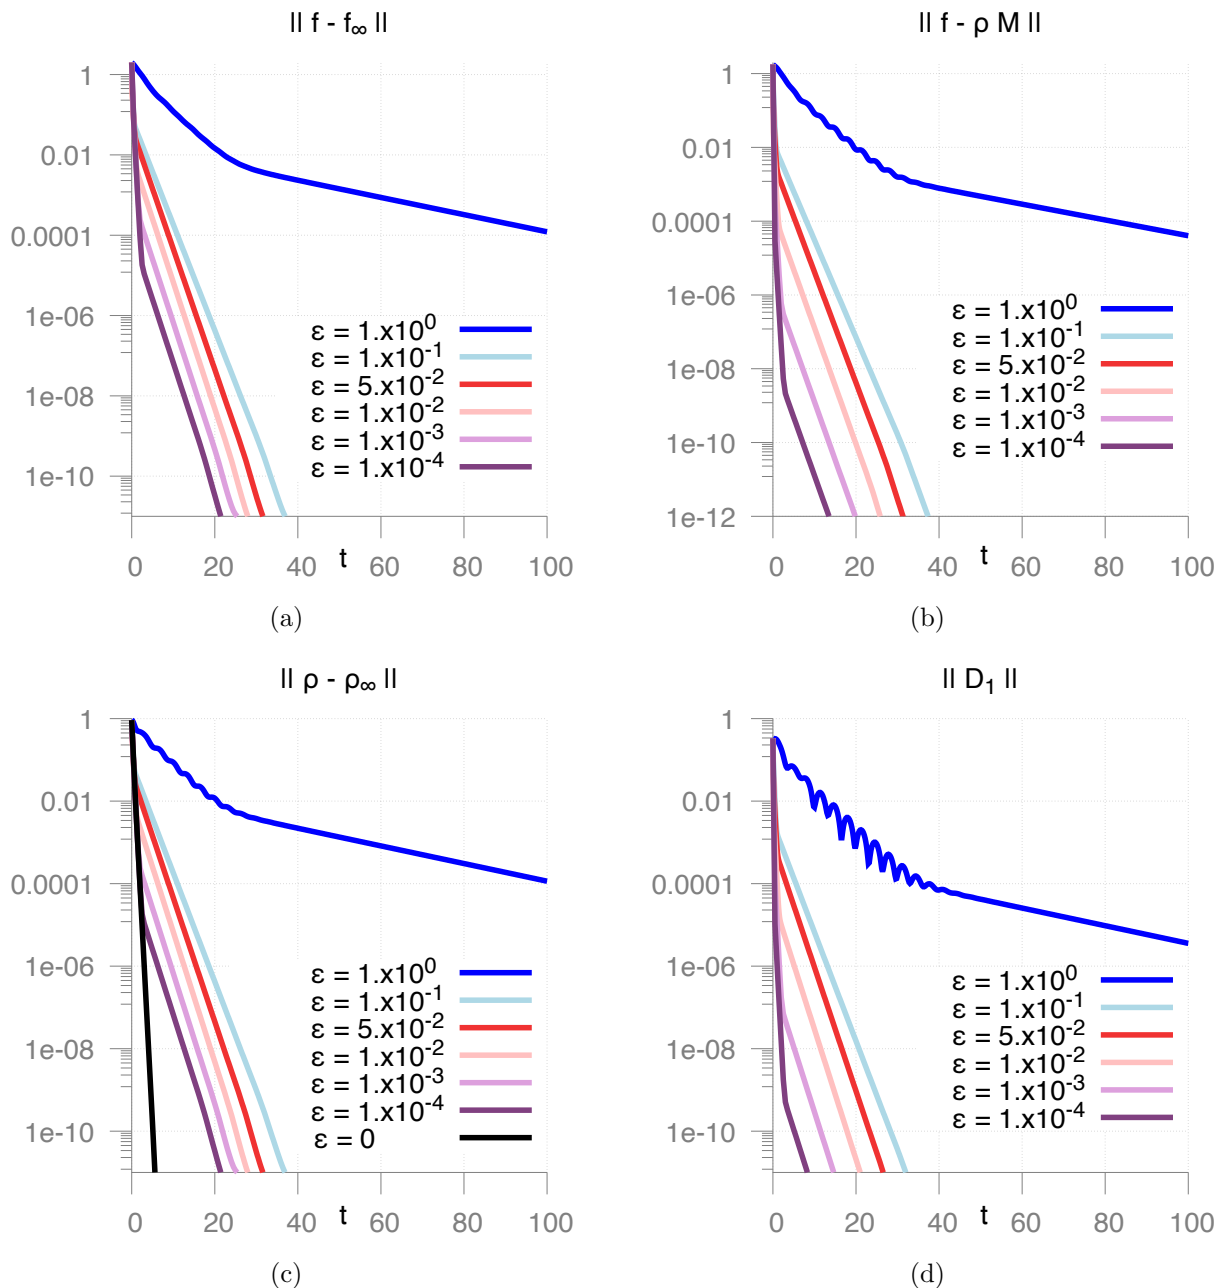 || f - f∞ ||
1
0.01
0.0001
1e-06
1e-08
1e-10
ε = 1.x10⁰
ε = 1.x10⁻¹
ε = 5.x10⁻²
ε = 1.x10⁻²
ε = 1.x10⁻³
ε = 1.x10⁻⁴
0 20 40 60 80 100
t
(a)
|| f - ρ M ||
1
0.01
0.0001
1e-06
1e-08
1e-10
1e-12
ε = 1.x10⁰
ε = 1.x10⁻¹
ε = 5.x10⁻²
ε = 1.x10⁻²
ε = 1.x10⁻³
ε = 1.x10⁻⁴
0 20 40 60 80 100
t
(b)
|| ρ - ρ∞ ||
1
0.01
0.0001
1e-06
1e-08
1e-10
ε = 1.x10⁰
ε = 1.x10⁻¹
ε = 5.x10⁻²
ε = 1.x10⁻²
ε = 1.x10⁻³
ε = 1.x10⁻⁴
ε = 0
0 20 40 60 80 100
t
(c)
|| D₁ ||
1
0.01
0.0001
1e-06
1e-08
1e-10
ε = 1.x10⁰
ε = 1.x10⁻¹
ε = 5.x10⁻²
ε = 1.x10⁻²
ε = 1.x10⁻³
ε = 1.x10⁻⁴
0 20 40 60 80 100
t
(d)